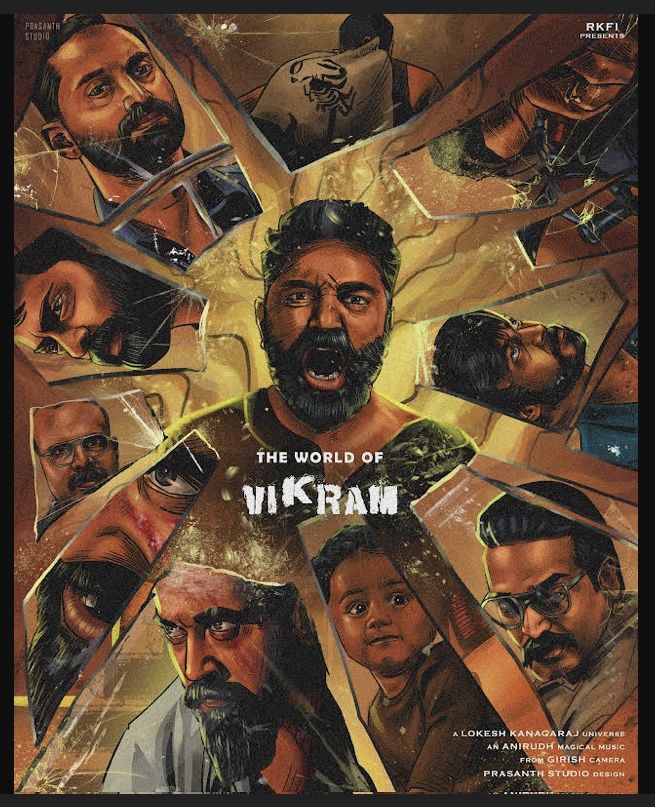 PRASANTH
STUDIO
RKFI
PRESENTS
THE WORLD OF
VIKRAM
A LOKESH KANAGARAJ UNIVERSE
AN ANIRUDH MAGICAL MUSIC
FROM GIRISH CAMERA
PRASANTH STUDIO DESIGN